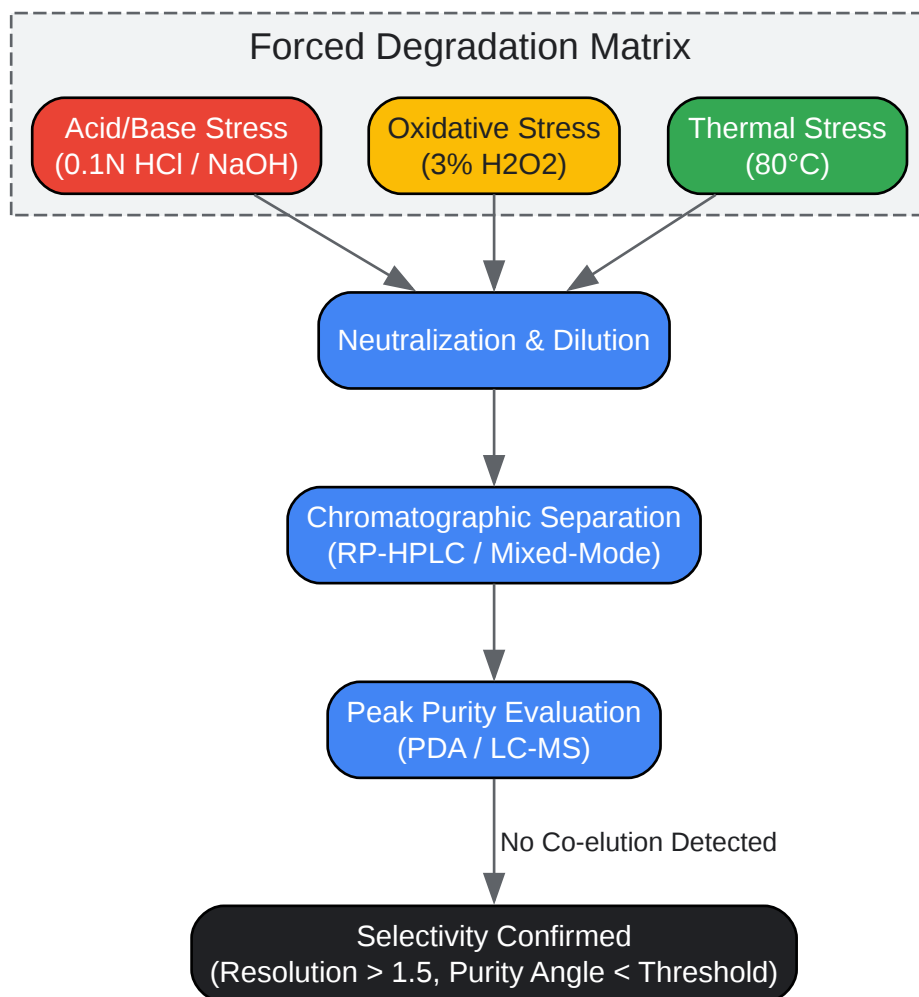 Forced Degradation Matrix
Acid/Base Stress
(0.1N HCl / NaOH)
Oxidative Stress
(3% H2O2)
Thermal Stress
(80°C)
Neutralization & Dilution
Chromatographic Separation
(RP-HPLC / Mixed-Mode)
Peak Purity Evaluation
(PDA / LC-MS)
No Co-elution Detected
Selectivity Confirmed
(Resolution > 1.5, Purity Angle < Threshold)